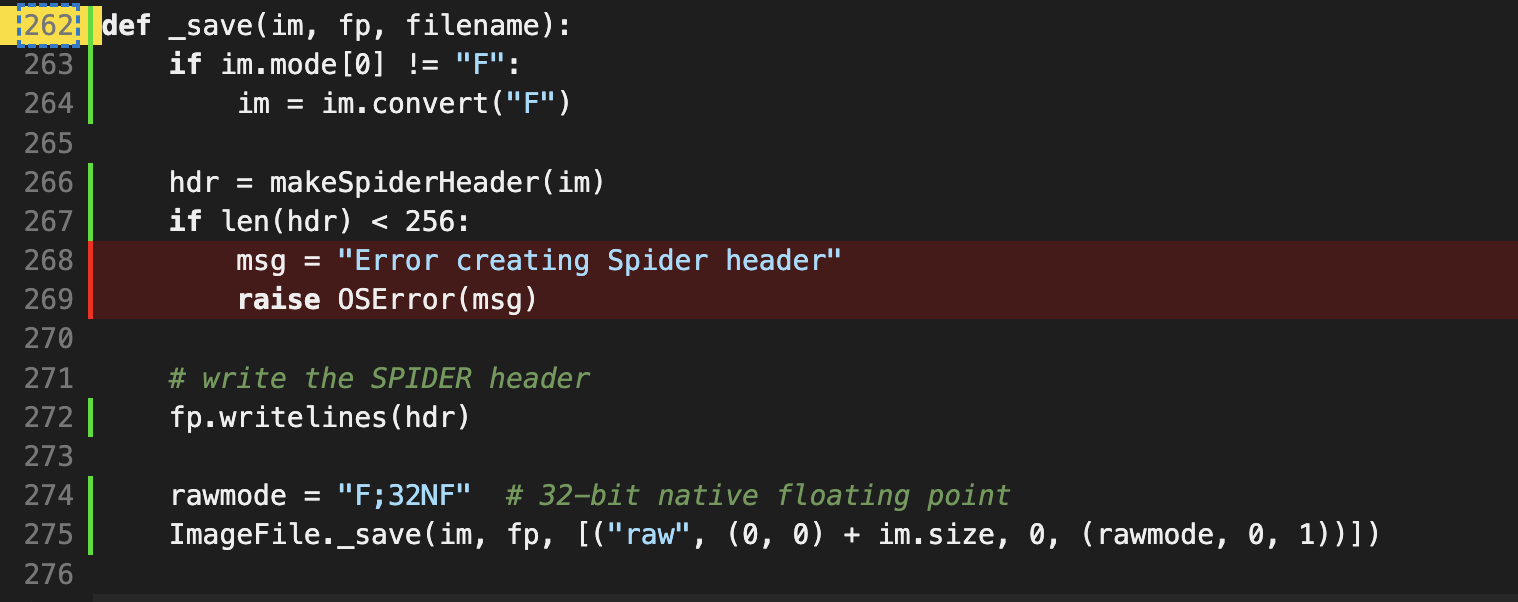 262 def _save(im, fp, filename):
263     if im.mode[0] != "F":
264         im = im.convert("F")
265
266     hdr = makeSpiderHeader(im)
267     if len(hdr) < 256:
268         msg = "Error creating Spider header"
269         raise OSError(msg)
270
271     # write the SPIDER header
272     fp.writelines(hdr)
273
274     rawmode = "F;32NF"  # 32-bit native floating point
275     ImageFile._save(im, fp, [("raw", (0, 0) + im.size, 0, (rawmode, 0, 1))])
276